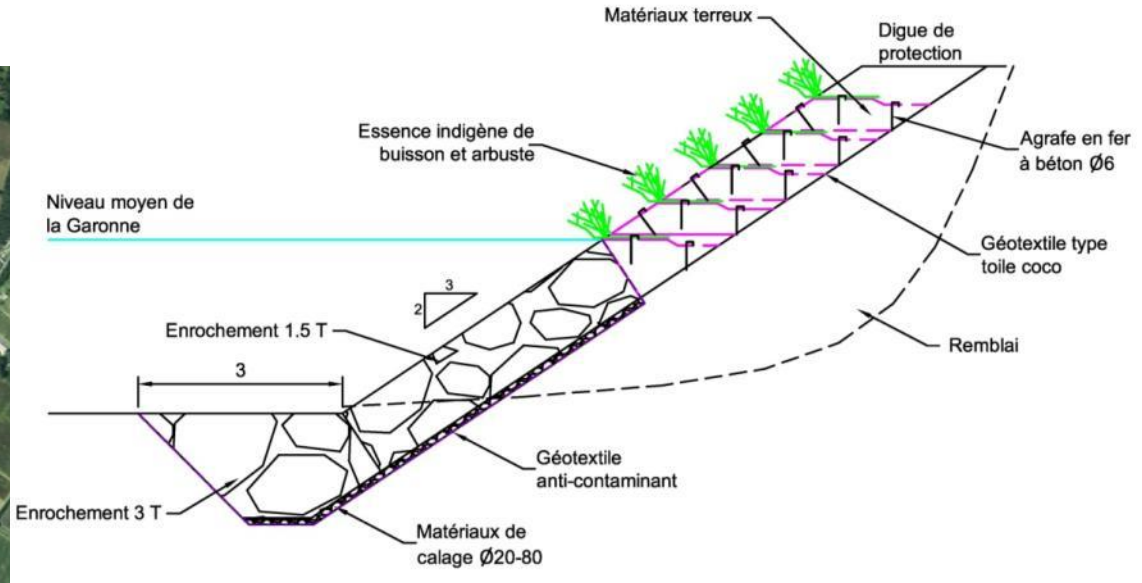 Matériaux terreux
Digue de
protection
Essence indigène de
buisson et arbuste
Agrafe en fer
à béton Ø6
Niveau moyen de
la Garonne
Géotextile type
toile coco
3
2
Enrochement 1.5 T
Remblai
3
Géotextile
anti-contaminant
Enrochement 3 T
Matériaux de
calage Ø20-80